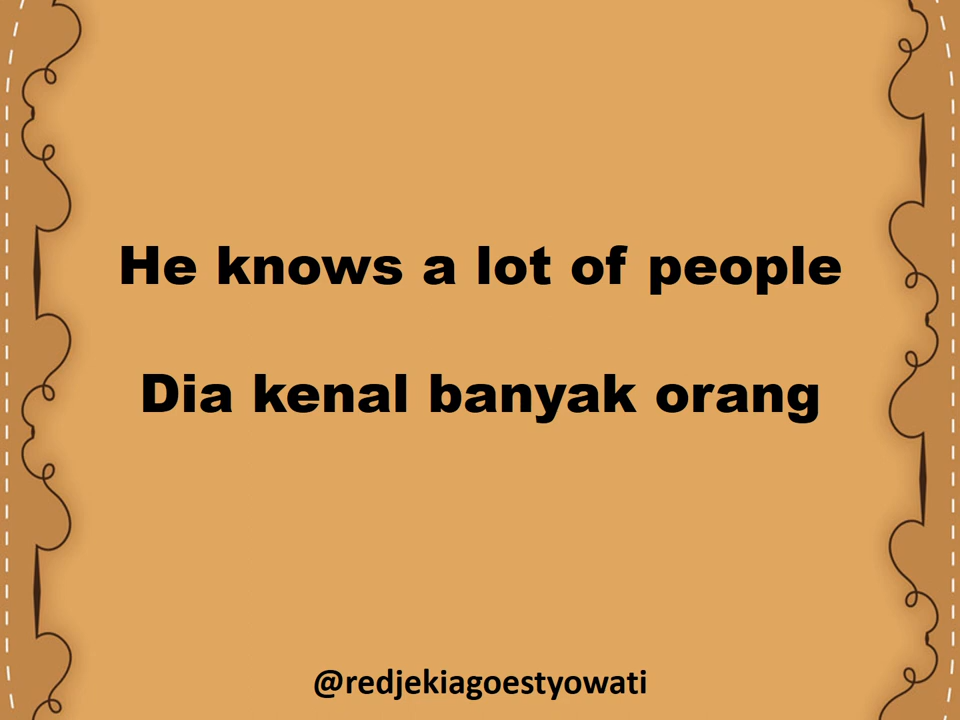 He knows a lot of people
Dia kenal banyak orang
@redjekiagoestyowati